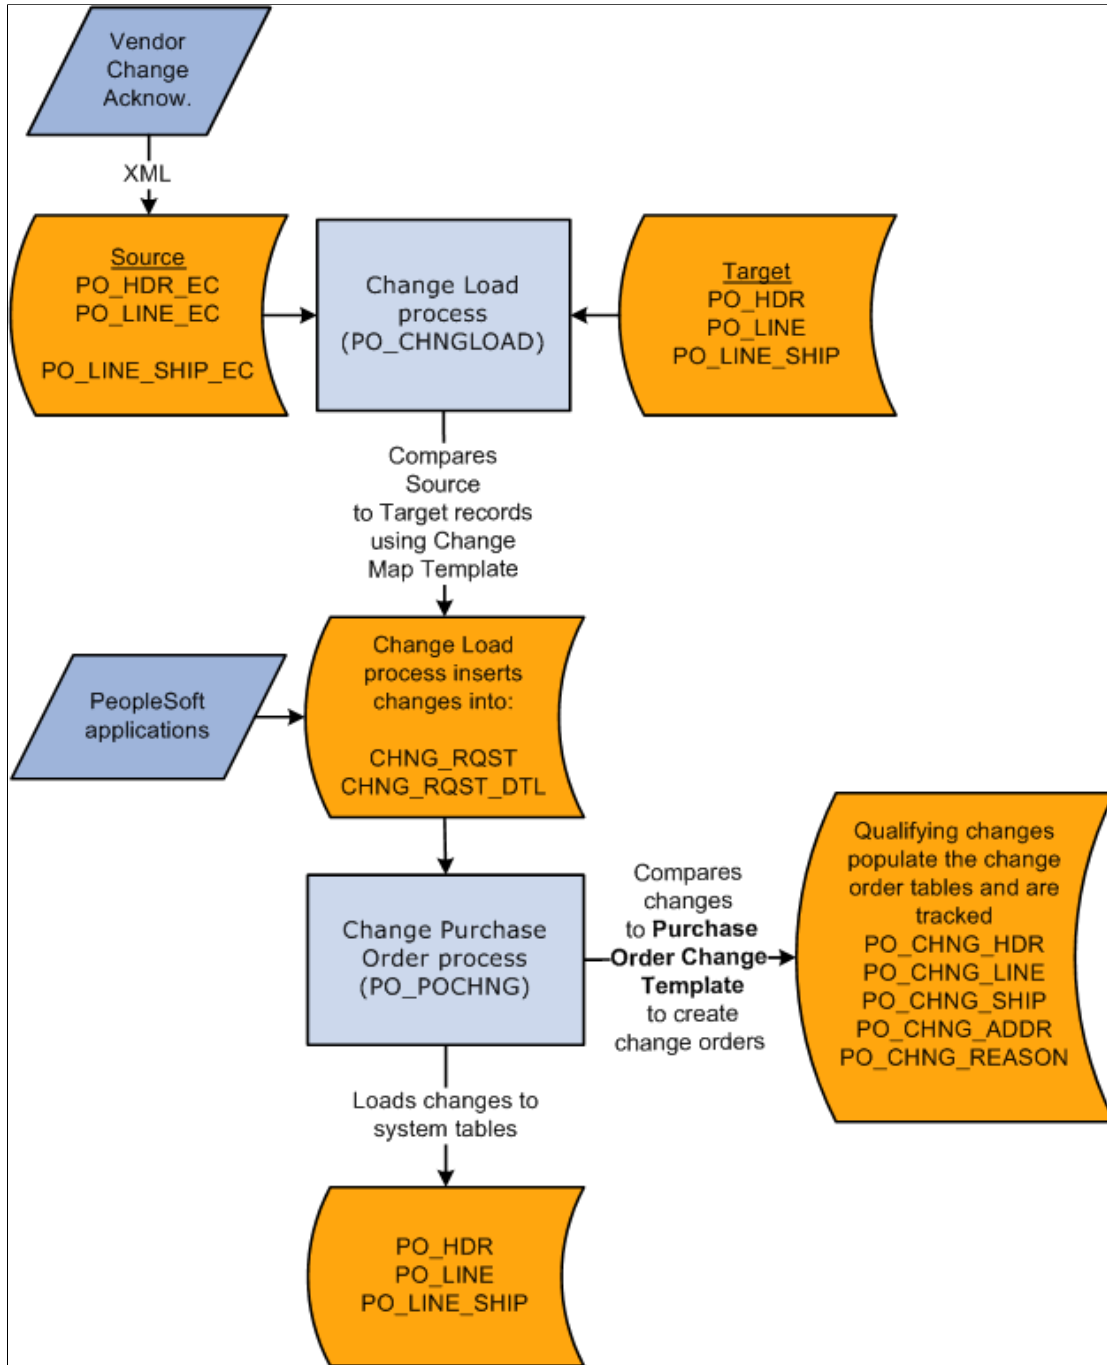 Vendor
Change
Acknow.
XML
Source
PO_HDR_EC
PO_LINE_EC
PO_LINE_SHIP_EC
Change Load
process
(PO_CHNGLOAD)
Target
PO_HDR
PO_LINE
PO_LINE_SHIP
Compares
Source
to Target records
using Change
Map Template
PeopleSoft
applications
Change Load
process inserts
changes into:
CHNG_RQST
CHNG_RQST_DTL
Change Purchase
Order process
(PO_POCHNG)
Compares
changes
to Purchase
Order Change
Template
to create
change orders
Qualifying changes
populate the change
order tables and are
tracked
PO_CHNG_HDR
PO_CHNG_LINE
PO_CHNG_SHIP
PO_CHNG_ADDR
PO_CHNG_REASON
Loads changes to
system tables
PO_HDR
PO_LINE
PO_LINE_SHIP